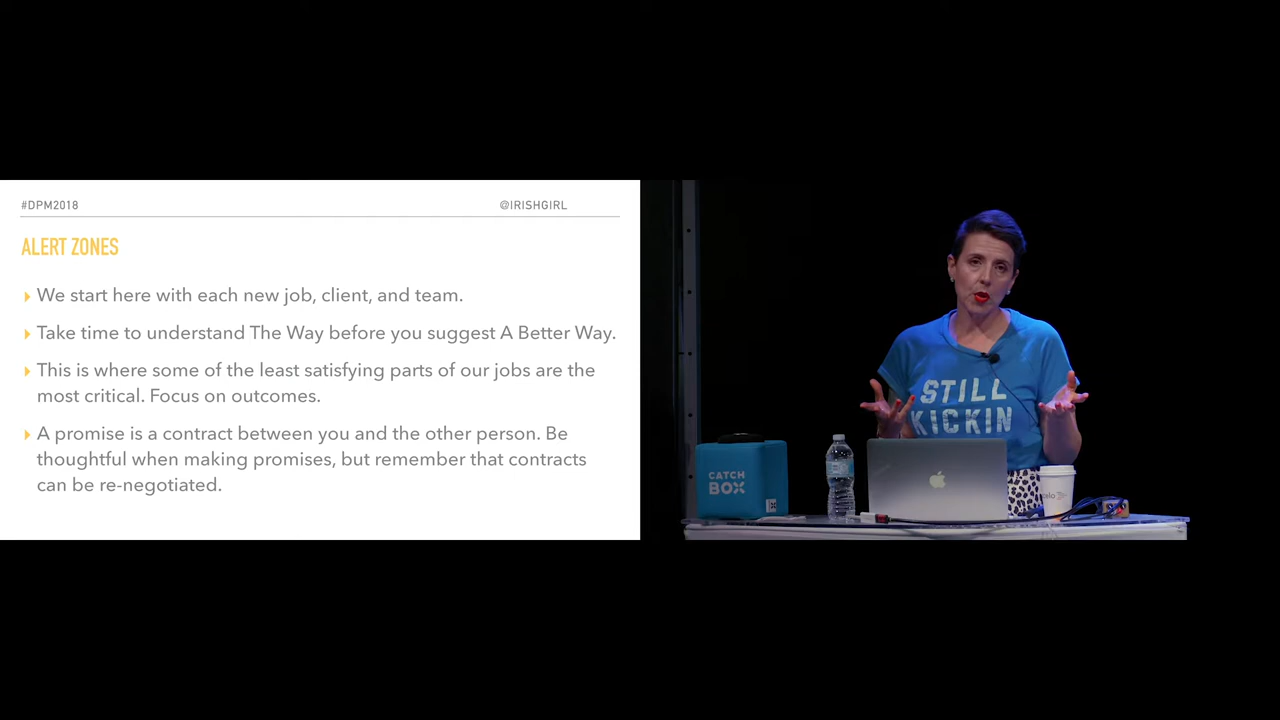 #DPM2018
@IRISHGIRL
ALERT ZONES
We start here with each new job, client, and team.
Take time to understand The Way before you suggest A Better Way.
This is where some of the least satisfying parts of our jobs are the
most critical. Focus on outcomes.
A promise is a contract between you and the other person. Be
thoughtful when making promises, but remember that contracts
can be re-negotiated.
STILL
KICKIN
CATCH
BOX